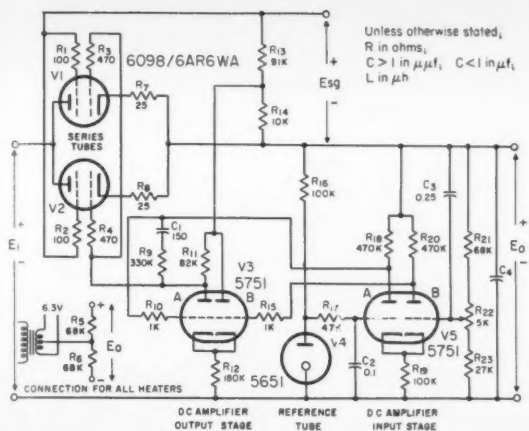 Unless otherwise stated;
R in ohms;
C > 1 in μμf; C < 1 μf;
L in μh
R1
100
R3
470
6098/6AR6WA
V1
R7
25
SERIES
TUBES
V2
R8
25
R2
100
R4
470
R13
91K
R14
10K
+
Esg
-
+
E1
-
C1
150
R9
330K
R11
82K
V3
5751
A
B
R10
1K
R15
1K
R12
180K
R16
100K
R17
47K
V4
5651
C2
0.1
R18
470K
R20
470K
A
B
V5
5751
R19
100K
C3
0.25
R21
68K
R22
5K
R23
27K
C4
+
Eo
-
6.3V
R5
68K
R6
68K
+
Eo
-
CONNECTION FOR ALL HEATERS
DC AMPLIFIER
OUTPUT STAGE
REFERENCE
TUBE
DC AMPLIFIER
INPUT STAGE